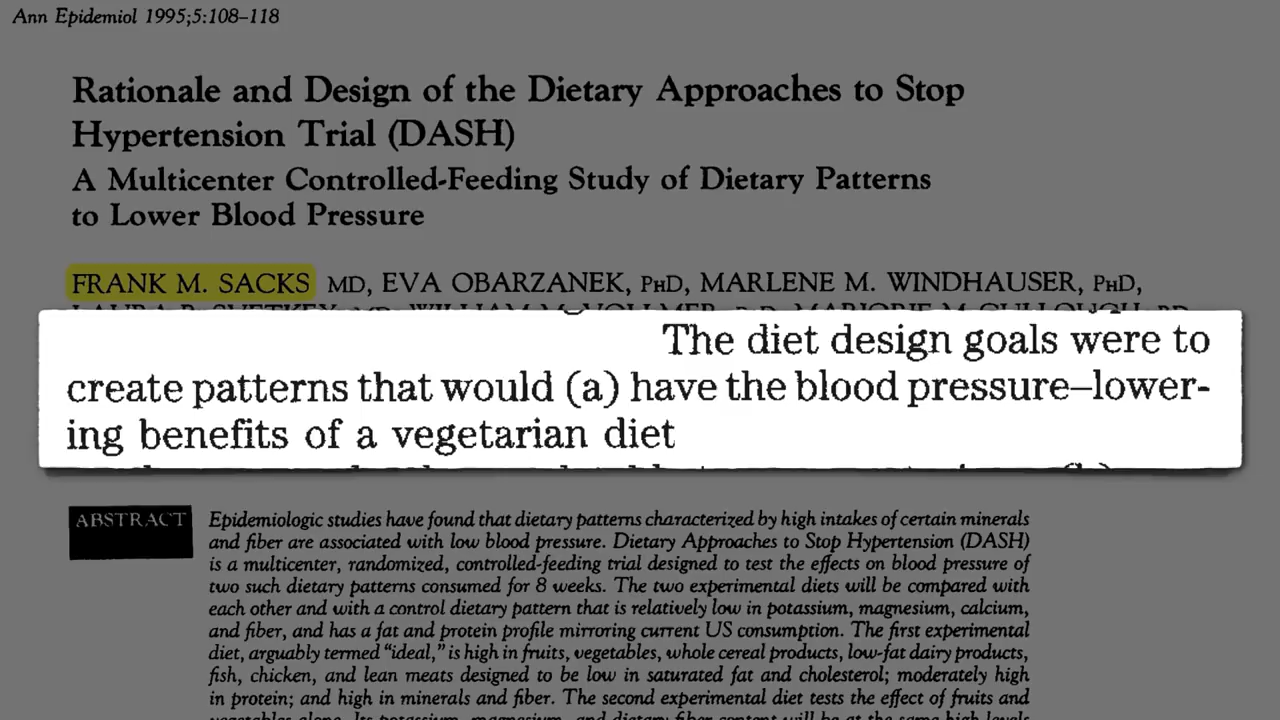 Ann Epidemiol 1995;5:108–118
Rationale and Design of the Dietary Approaches to Stop
Hypertension Trial (DASH)
A Multicenter Controlled-Feeding Study of Dietary Patterns
to Lower Blood Pressure
FRANK M. SACKS MD, EVA OBARZANEK, PHD, MARLENE M. WINDHAUSER, PHD,
The diet design goals were to
create patterns that would (a) have the blood pressure–lower-
ing benefits of a vegetarian diet
ABSTRACT
Epidemiologic studies have found that dietary patterns characterized by high intakes of certain minerals
and fiber are associated with low blood pressure. Dietary Approaches to Stop Hypertension (DASH)
is a multicenter, randomized, controlled-feeding trial designed to test the effects on blood pressure of
two such dietary patterns consumed for 8 weeks. The two experimental diets will be compared with
each other and with a control dietary pattern that is relatively low in potassium, magnesium, calcium,
and fiber, and has a fat and protein profile mirroring current US consumption. The first experimental
diet, arguably termed “ideal,” is high in fruits, vegetables, whole cereal products, low-fat dairy products,
fish, chicken, and lean meats designed to be low in saturated fat and cholesterol; moderately high
in protein; and high in minerals and fiber. The second experimental diet tests the effect of fruits and